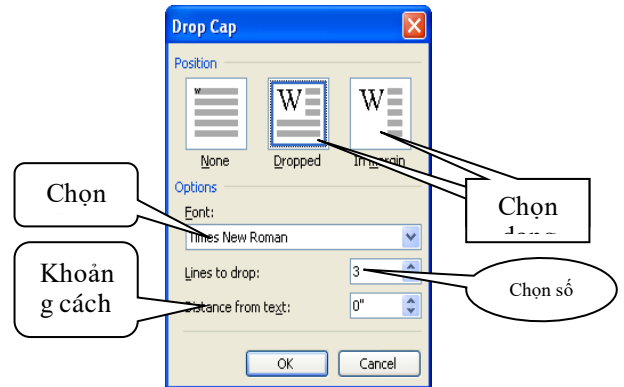 Drop Cap
Position
W
W
W
None
Dropped
In margin
Chọn
Options
Chọn
Font:
Times New Roman
Khoản
g cách
Lines to drop:
3
Chọn số
Distance from text:
0"
OK
Cancel